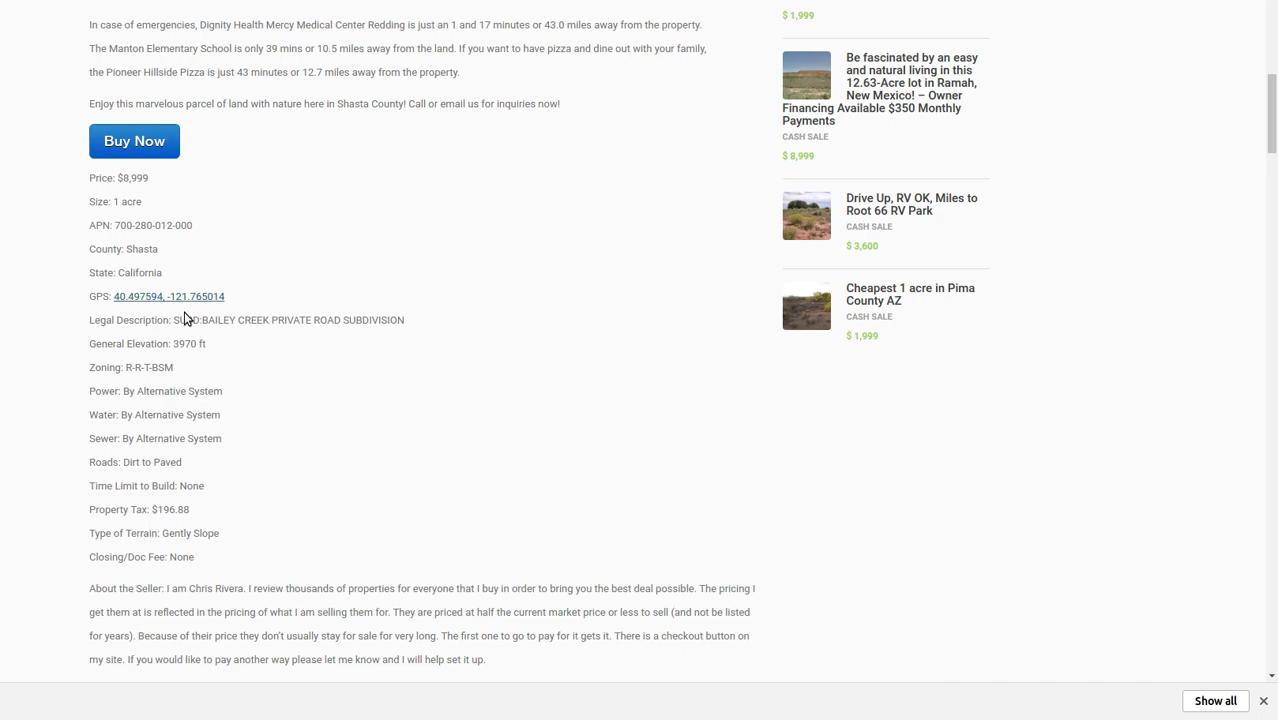 In case of emergencies, Dignity Health Mercy Medical Center Redding is just an 1 and 17 minutes or 43.0 miles away from the property.
The Manton Elementary School is only 39 mins or 10.5 miles away from the land. If you want to have pizza and dine out with your family,
the Pioneer Hillside Pizza is just 43 minutes or 12.7 miles away from the property.
Enjoy this marvelous parcel of land with nature here in Shasta County! Call or email us for inquiries now!
Buy Now
Price: $8,999
Size: 1 acre
APN: 700-280-012-000
County: Shasta
State: California
GPS: 40.497594, -121.765014
Legal Description: :BAILEY CREEK PRIVATE ROAD SUBDIVISION
General Elevation: 3970 ft
Zoning: R-R-T-BSM
Power: By Alternative System
Water: By Alternative System
Sewer: By Alternative System
Roads: Dirt to Paved
Time Limit to Build: None
Property Tax: $196.88
Type of Terrain: Gently Slope
Closing/Doc Fee: None
About the Seller: I am Chris Rivera. I review thousands of properties for everyone that I buy in order to bring you the best deal possible. The pricing I
get them at is reflected in the pricing of what I am selling them for. They are priced at half the current market price or less to sell (and not be listed
for years). Because of their price they don't usually stay for sale for very long. The first one to go to pay for it gets it. There is a checkout button on
my site. If you would like to pay another way please let me know and I will help set it up.
$ 1,999
Be fascinated by an easy
and natural living in this
12.63-Acre lot in Ramah,
New Mexico! – Owner
Financing Available $350 Monthly
Payments
CASH SALE
$ 8,999
Drive Up, RV OK, Miles to
Root 66 RV Park
CASH SALE
$ 3,600
Cheapest 1 acre in Pima
County AZ
CASH SALE
$ 1,999
Show all